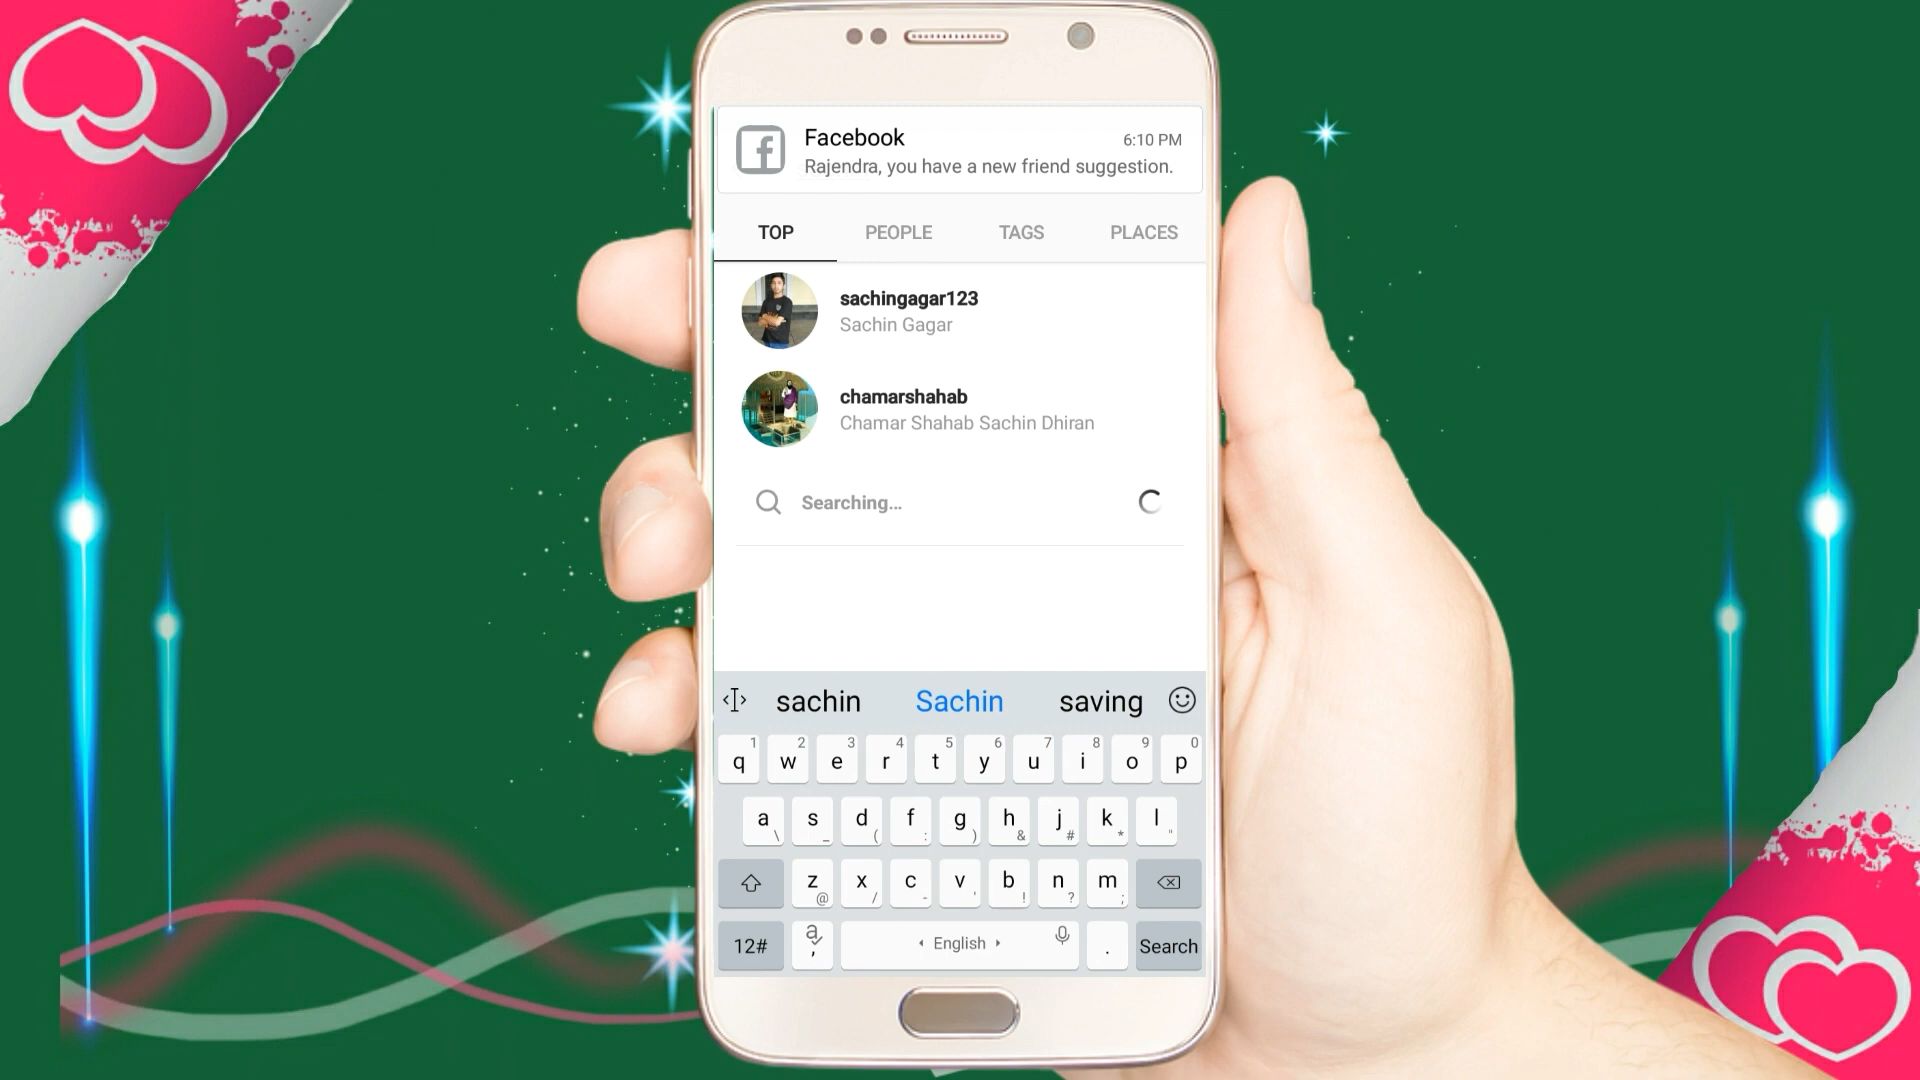 Facebook 6:10 PM
Rajendra, you have a new friend suggestion.
TOP PEOPLE TAGS PLACES
sachingagar123
Sachin Gagar
chamarshahab
Chamar Shahab Sachin Dhiran
Searching...
sachin Sachin saving
1 2 3 4 5 6 7 8 9 0
q w e r t y u i o p
a s d f g h j k l
\ _ ( : ) & # * "
z x c v b n m
@ / - ' ! ? ;
12# a , English . Search